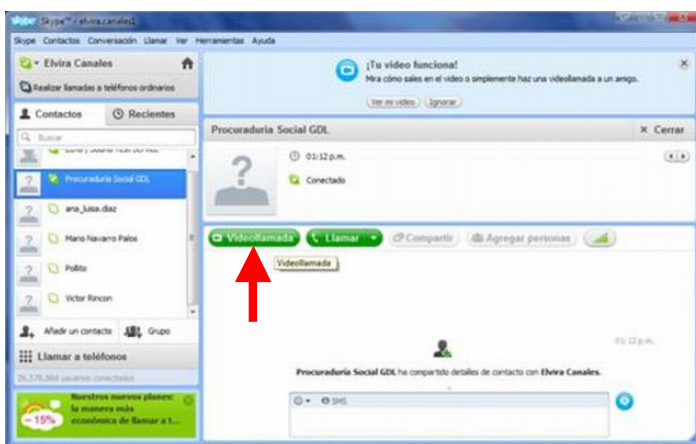 Skype™ - elvira.canales
Skype Contactos Conversación Llamar Ver Herramientas Ayuda
Elvira Canales
Realizar llamadas a teléfonos ordinarios
Contactos
Recientes
Buscar
Procuraduria Social GDL
ana_luisa.diaz
Mario Navarro Palos
Polito
Victor Rincon
Añadir un contacto
Grupo
Llamar a teléfonos
usuarios conectados
Nuestros nuevos planes:
la manera más
económica de llamar a t...
-15%
¡Tu video funciona!
Mira cómo sales en el video o simplemente haz una videollamada a un amigo.
Ver mi video
Ignorar
Procuraduria Social GDL
Cerrar
01:12 p.m.
Conectado
Videollamada
Llamar
Compartir
Agregar personas
Videollamada
01:12 p.m.
Procuraduria Social GDL ha compartido detalles de contacto con Elvira Canales.
SMS